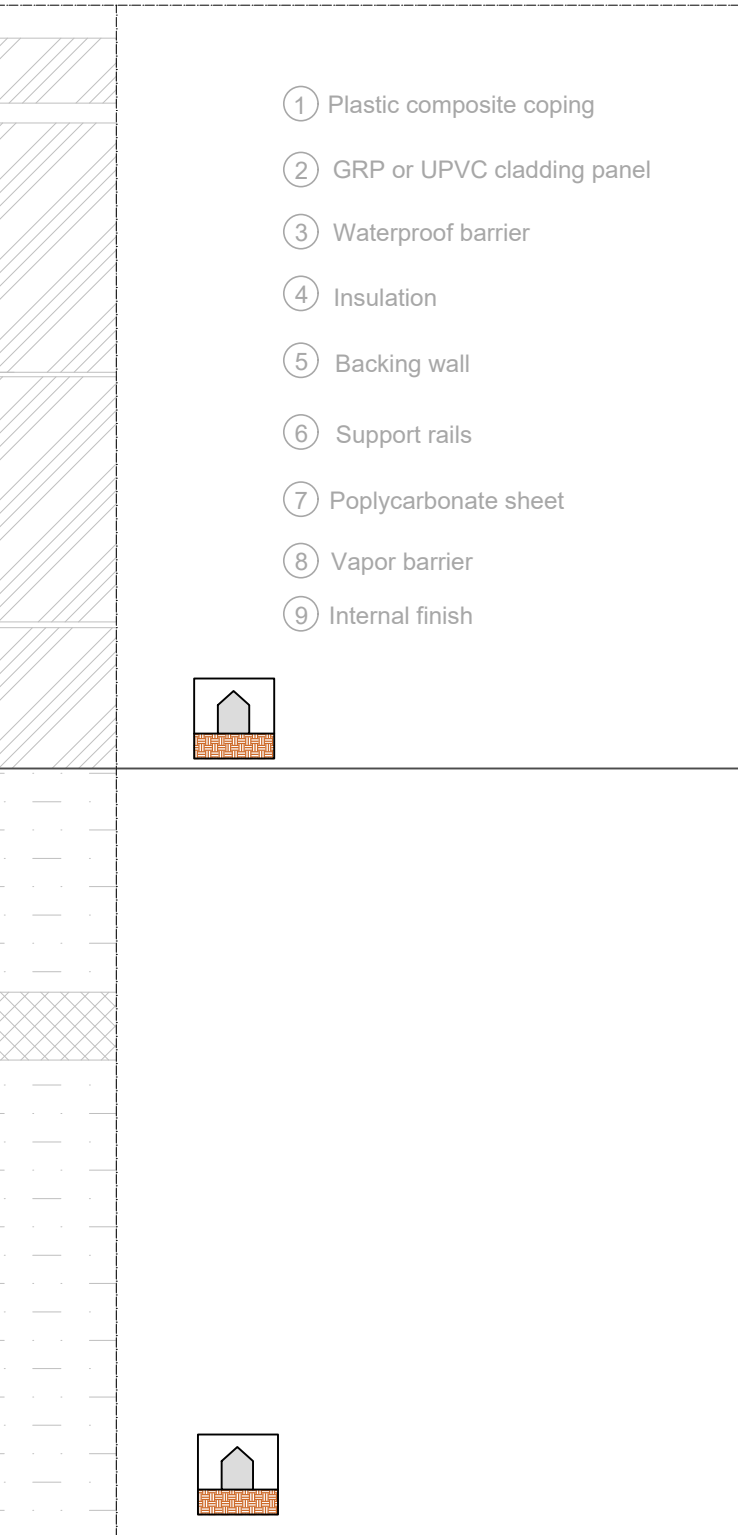 1 Plastic composite coping
2 GRP or UPVC cladding panel
3 Waterproof barrier
4 Insulation
5 Backing wall
6 Support rails
7 Poplycarbonate sheet
8 Vapor barrier
9 Internal finish